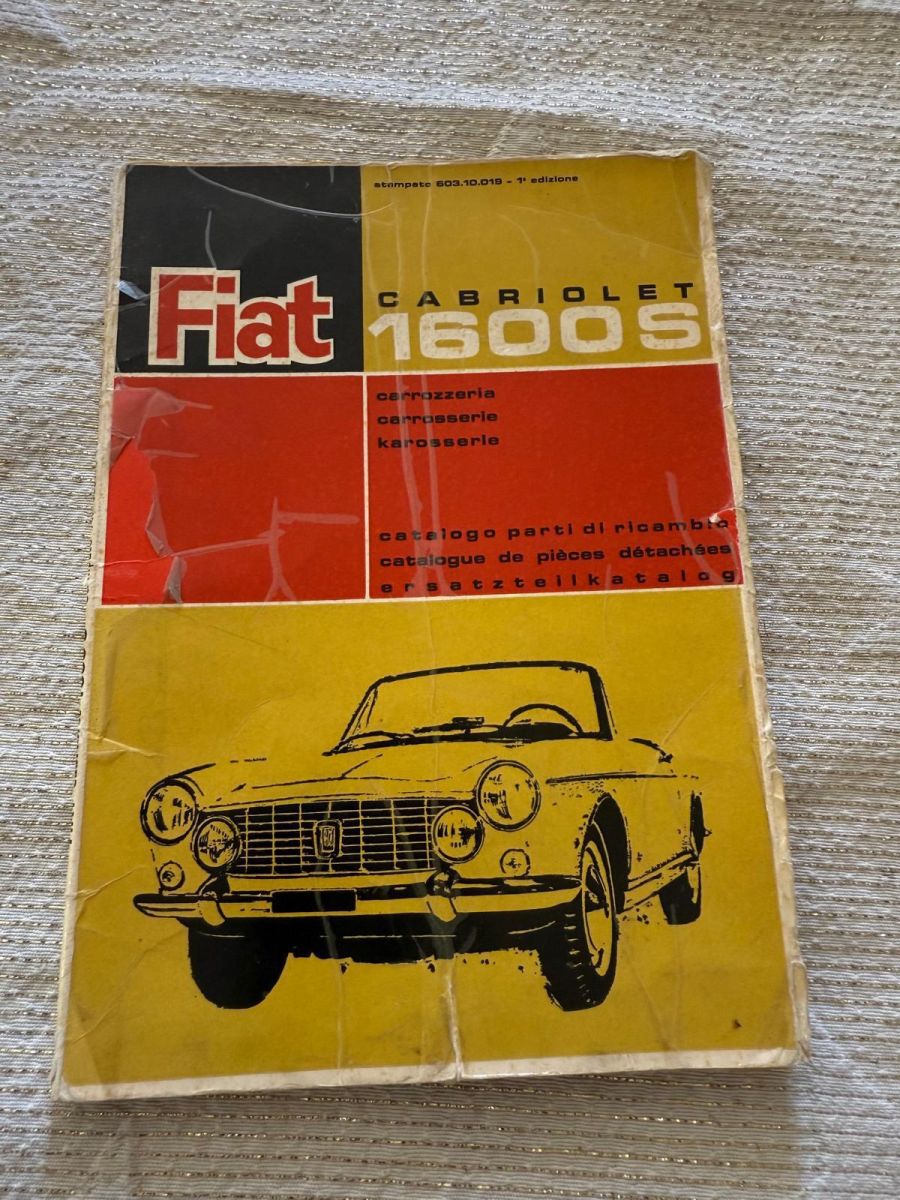 stampato 603.10.019 - 1ª edizione
Fiat
CABRIOLET
1600S
carrozzeria
carrosserie
karosserie
catalogo parti di ricambio
catalogue de pièces détachées
ersatzteilkatalog